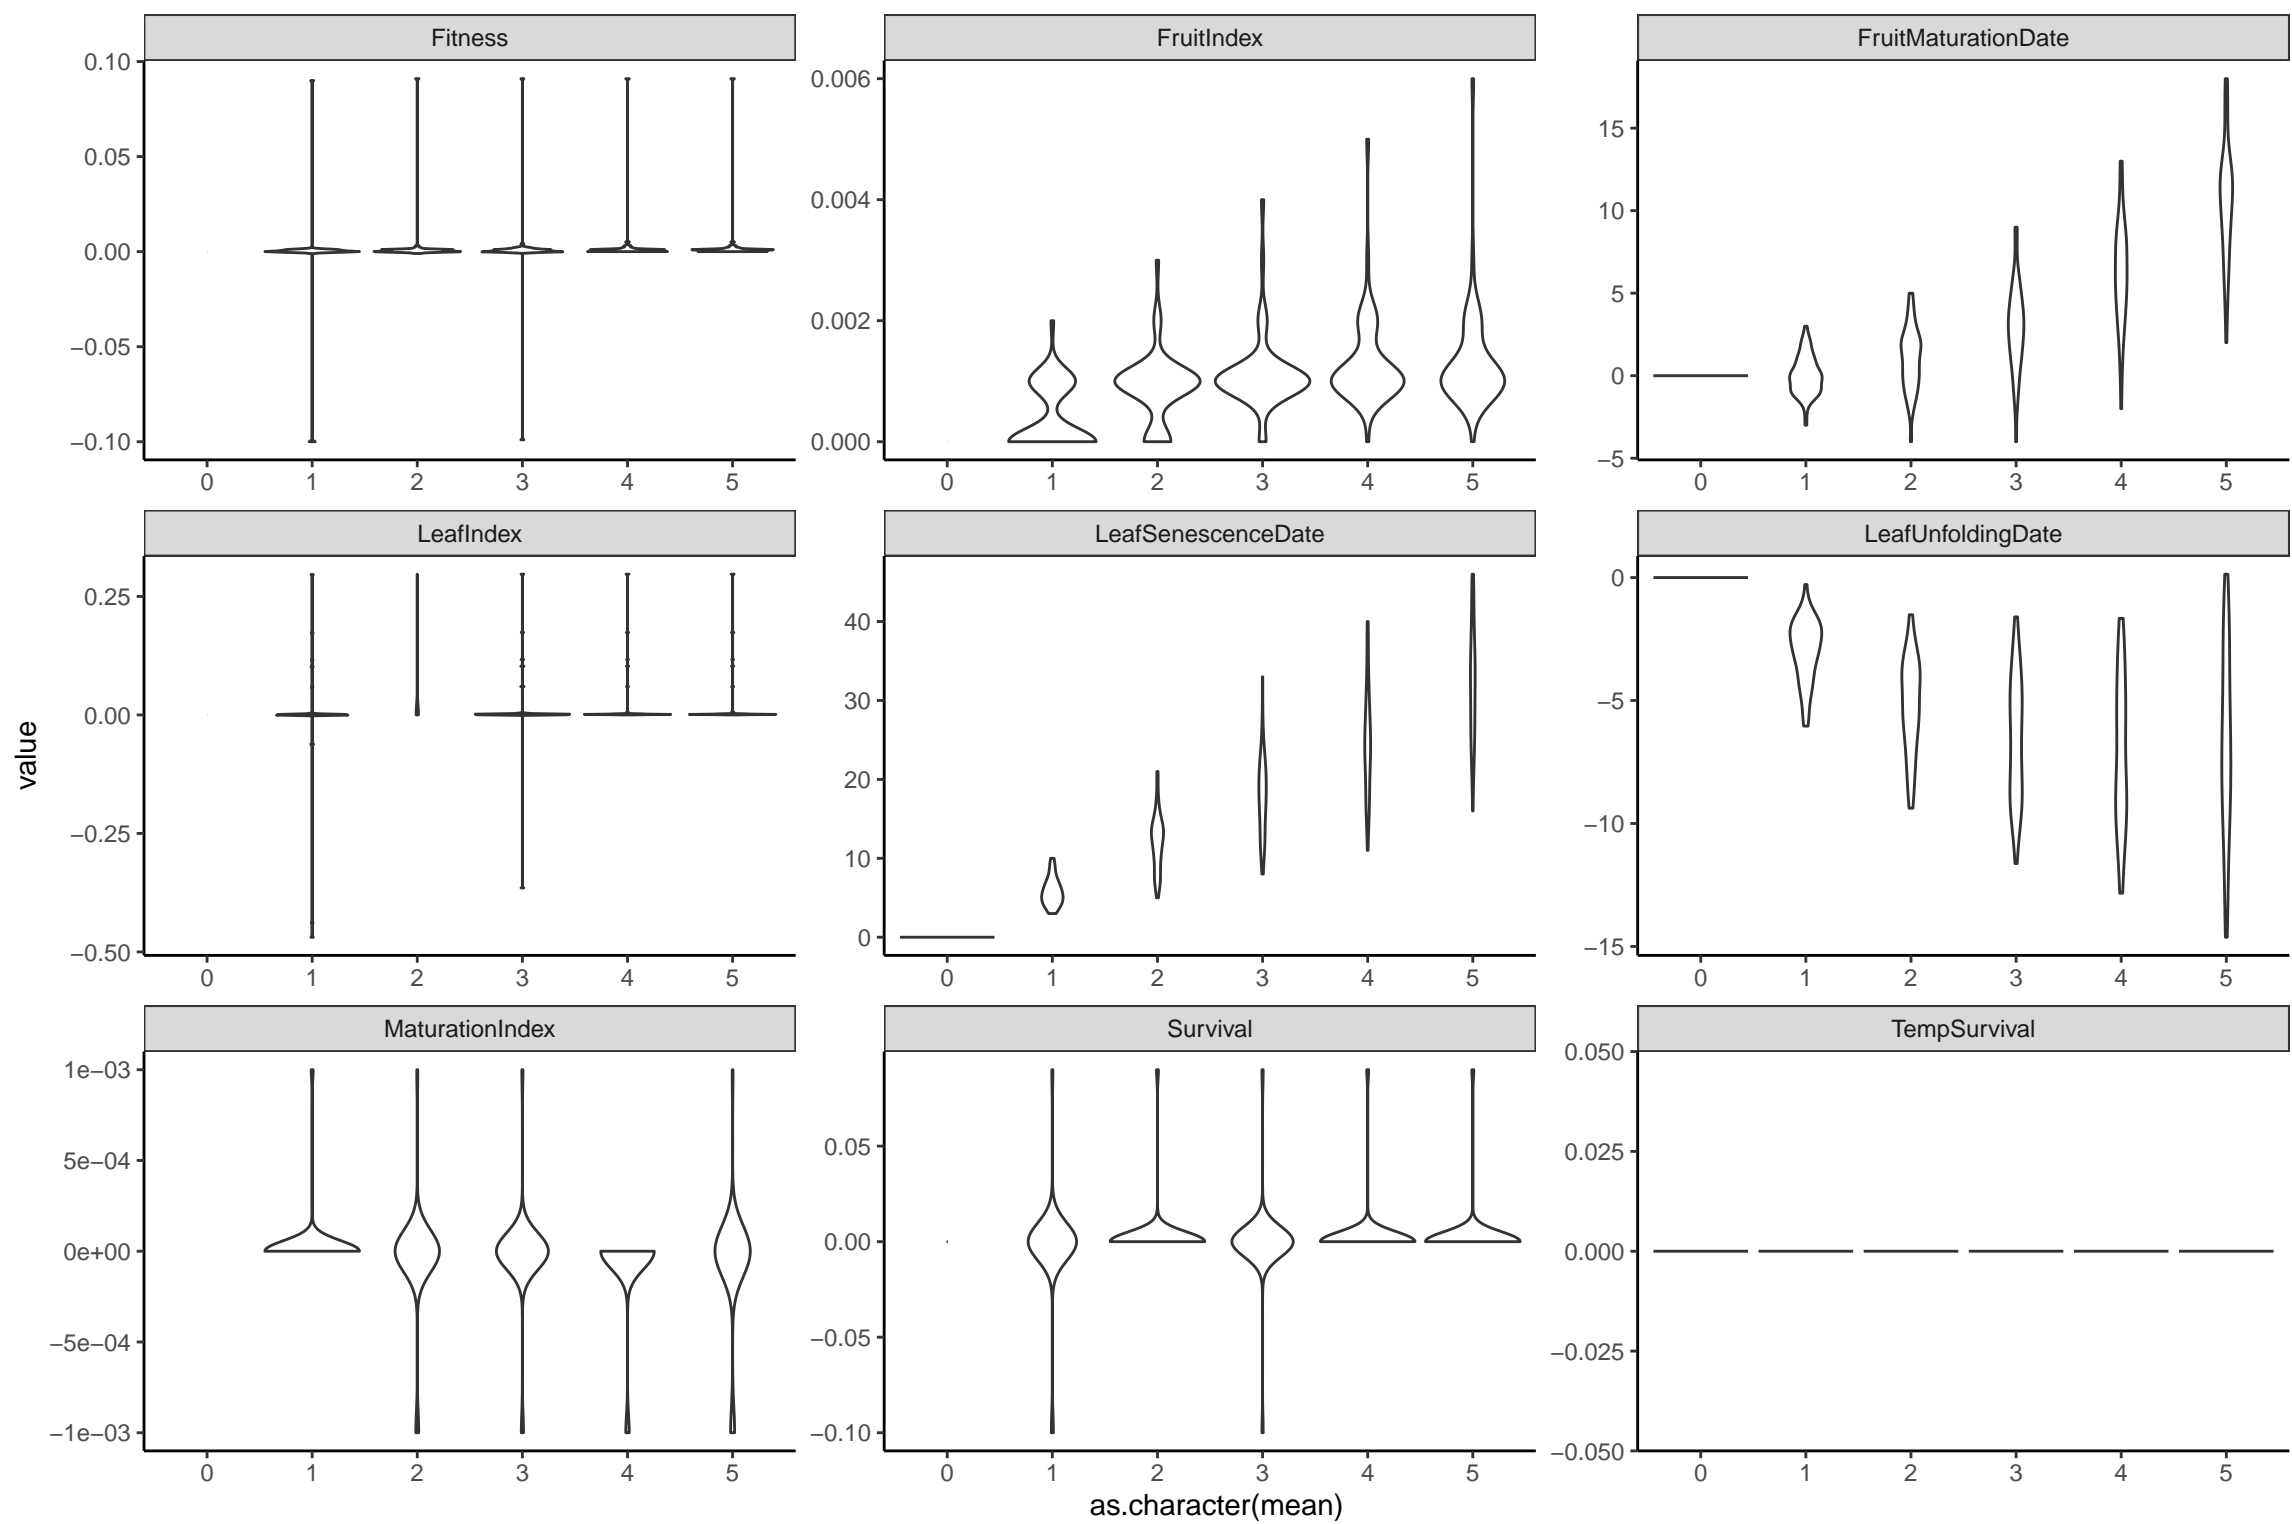 Fitness
FruitIndex
FruitMaturationDate
0.10
0.05
0.00
−0.05
−0.10
0.006
0.004
0.002
0.000
15
10
5
0
−5
0 1 2 3 4 5
0 1 2 3 4 5
0 1 2 3 4 5
LeafIndex
LeafSenescenceDate
LeafUnfoldingDate
0.25
0.00
−0.25
−0.50
40
30
20
10
0
0
−5
−10
−15
0 1 2 3 4 5
0 1 2 3 4 5
0 1 2 3 4 5
MaturationIndex
Survival
TempSurvival
1e−03
5e−04
0e+00
−5e−04
−1e−03
0.05
0.00
−0.05
−0.10
0.050
0.025
0.000
−0.025
−0.050
0 1 2 3 4 5
0 1 2 3 4 5
0 1 2 3 4 5
value
as.character(mean)